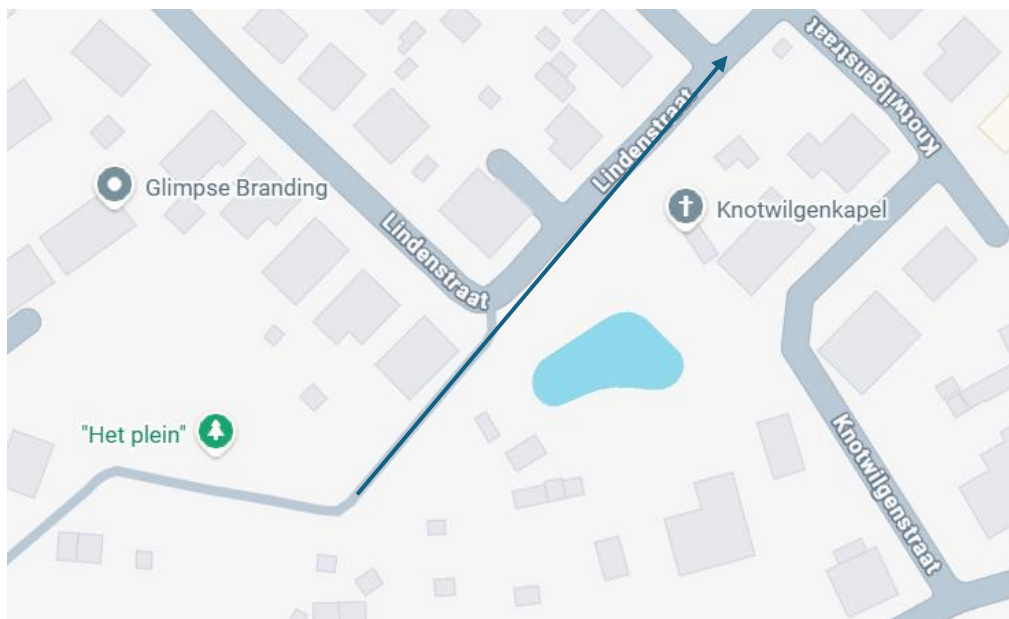 Knotwilgenstraat
Lindenstraat
Glimpse Branding
Knotwilgenkapel
Lindenstraat
"Het plein"
Knotwilgenstraat